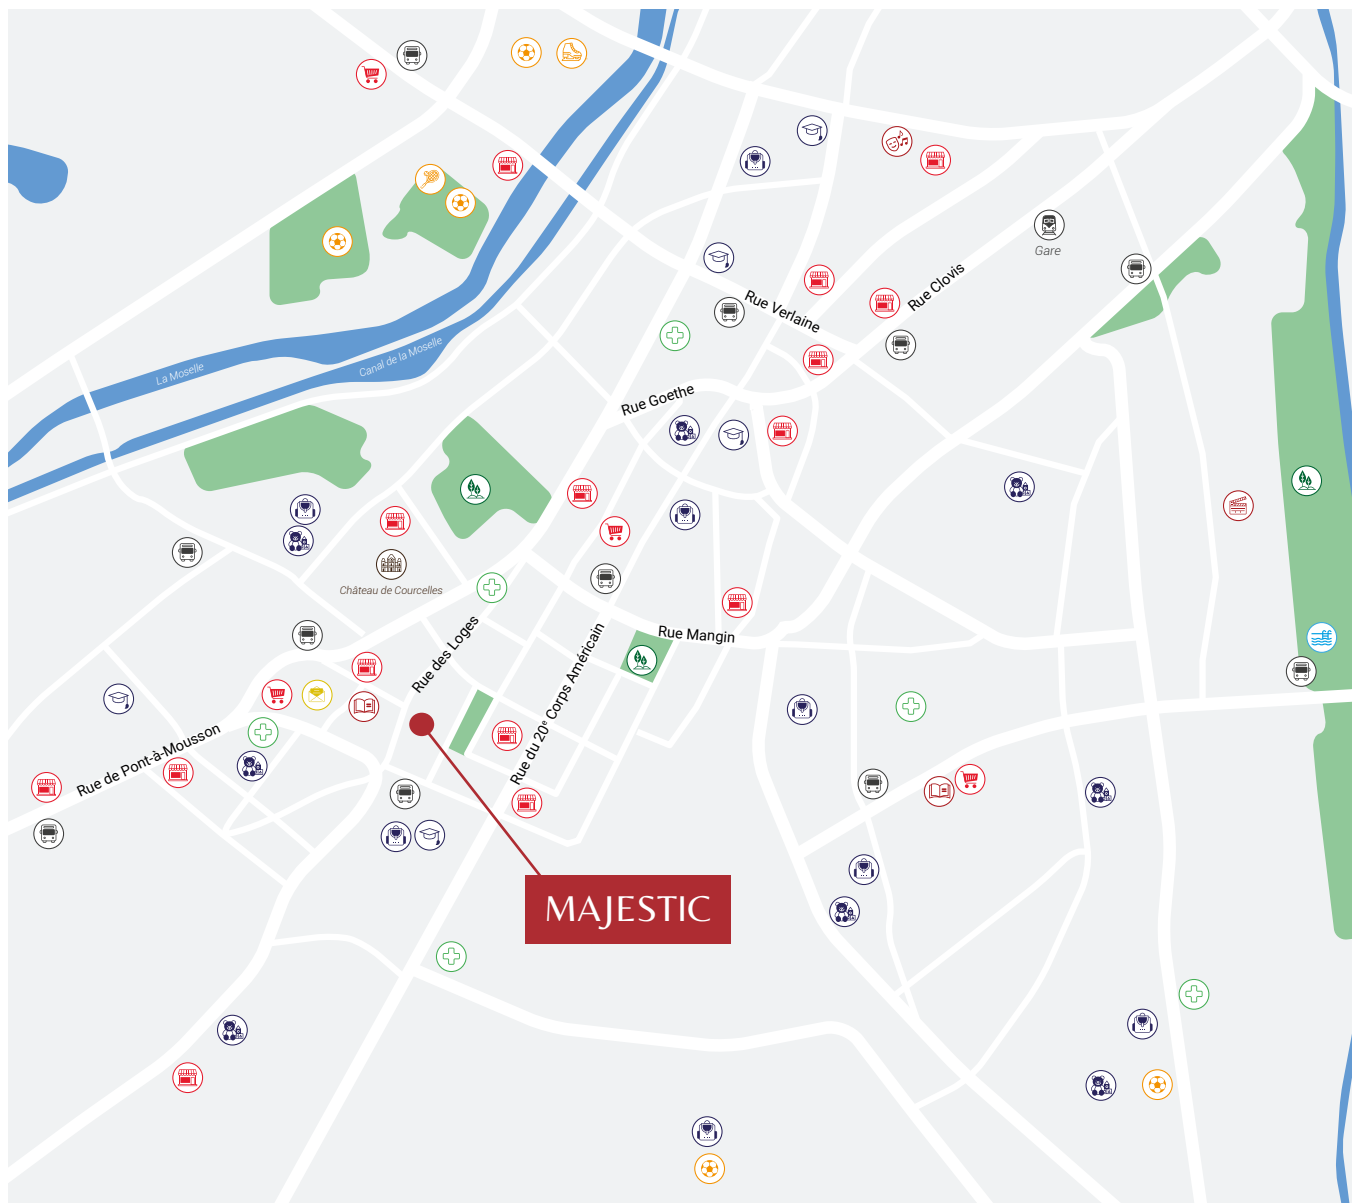 Gare
Rue Clovis
Rue Verlaine
Canal de la Moselle
La Moselle
Rue Goethe
Château de Courcelles
Rue des Loges
Rue Mangin
Rue du 20e Corps Américain
Rue de Pont-à-Mousson
MAJESTIC